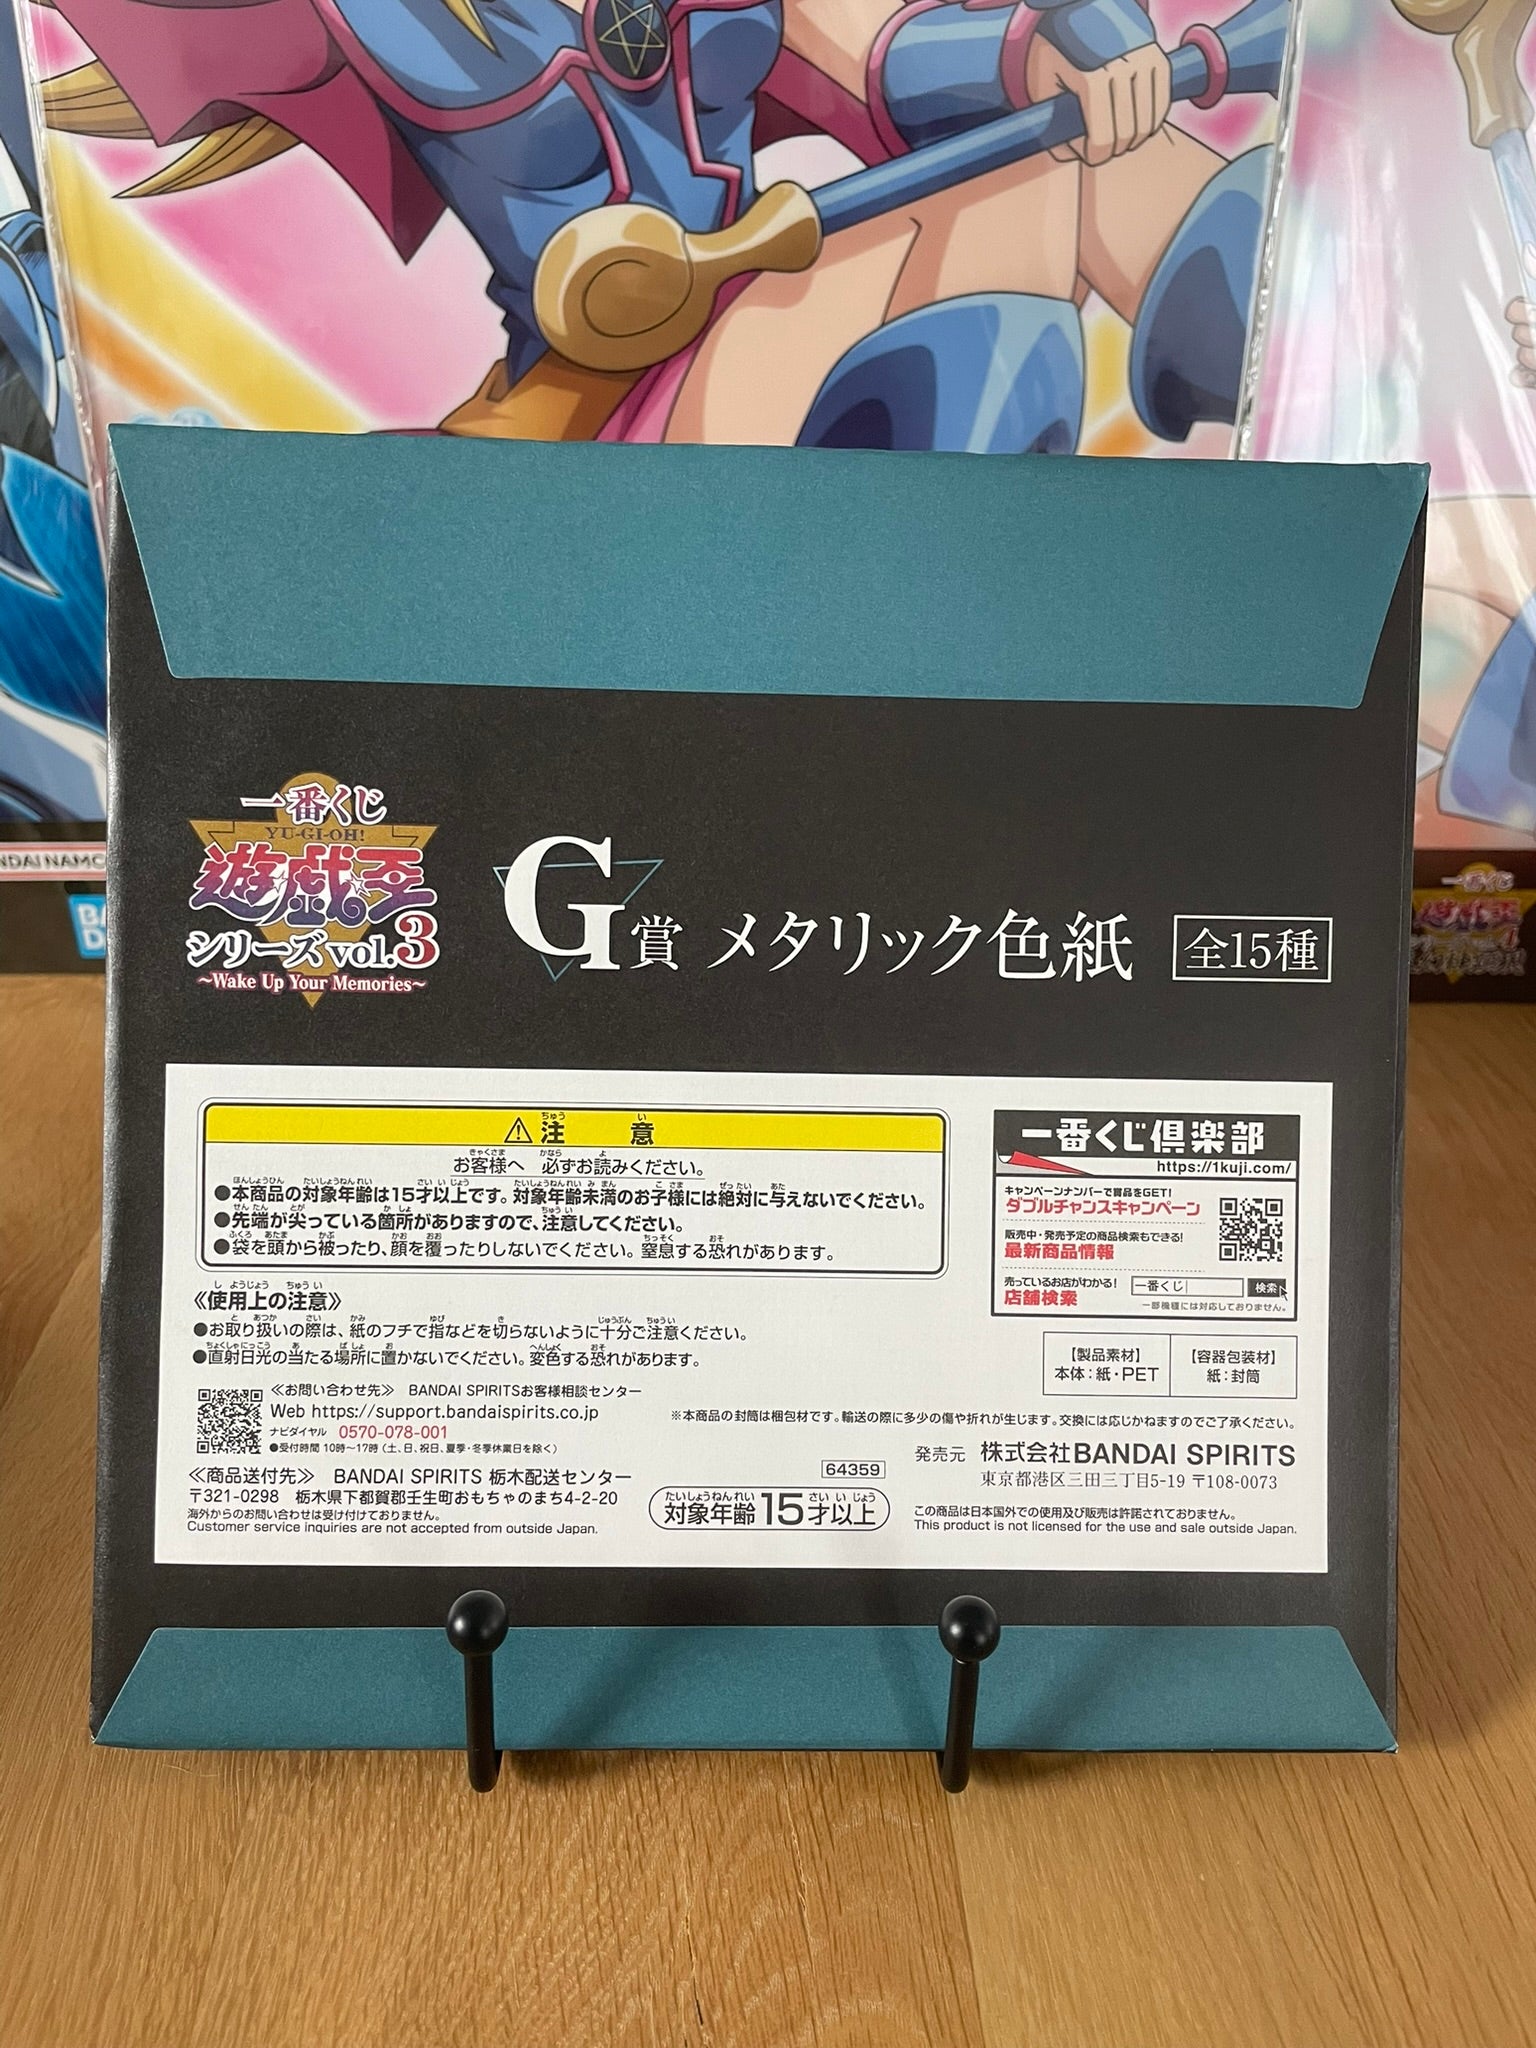 一番くじ
YU-GI-OH!
遊戯王
シリーズ vol.3
～Wake Up Your Memories～
G賞 メタリック色紙 全15種
⚠注意
お客様へ 必ずお読みください。
●本商品の対象年齢は15才以上です。対象年齢未満のお子様には絶対に与えないでください。
●先端が尖っている箇所がありますので、注意してください。
●袋を頭から被ったり、顔を覆ったりしないでください。窒息する恐れがあります。
《使用上の注意》
●お取り扱いの際は、紙のフチで指などを切らないように十分ご注意ください。
●直射日光の当たる場所に置かないでください。変色する恐れがあります。
≪お問い合わせ先≫ BANDAI SPIRITSお客様相談センター
Web https://support.bandaispirits.co.jp
ナビダイヤル 0570-078-001
●受付時間 10時～17時（土、日、祝日、夏季・冬季休業日を除く）
≪商品送付先≫ BANDAI SPIRITS 栃木配送センター
〒321-0298 栃木県下都賀郡壬生町おもちゃのまち4-2-20
海外からのお問い合わせは受け付けておりません。
Customer service inquiries are not accepted from outside Japan.
一番くじ倶楽部
https://1kuji.com/
キャンペーンナンバーで賞品をGET!
ダブルチャンスキャンペーン
販売中・発売予定の商品検索もできる!
最新商品情報
売っているお店がわかる!
店舗検索
一番くじ 検索
一部機種には対応しておりません。
【製品素材】
本体：紙・PET
【容器包装材】
紙：封筒
※本商品の封筒は梱包材です。輸送の際に多少の傷や折れが生じます。交換には応じかねますのでご了承ください。
64359
対象年齢15才以上
発売元 株式会社BANDAI SPIRITS
東京都港区三田三丁目5-19 〒108-0073
この商品は日本国外での使用及び販売は許諾されておりません。
This product is not licensed for the use and sale outside Japan.
一番くじ
遊戯王